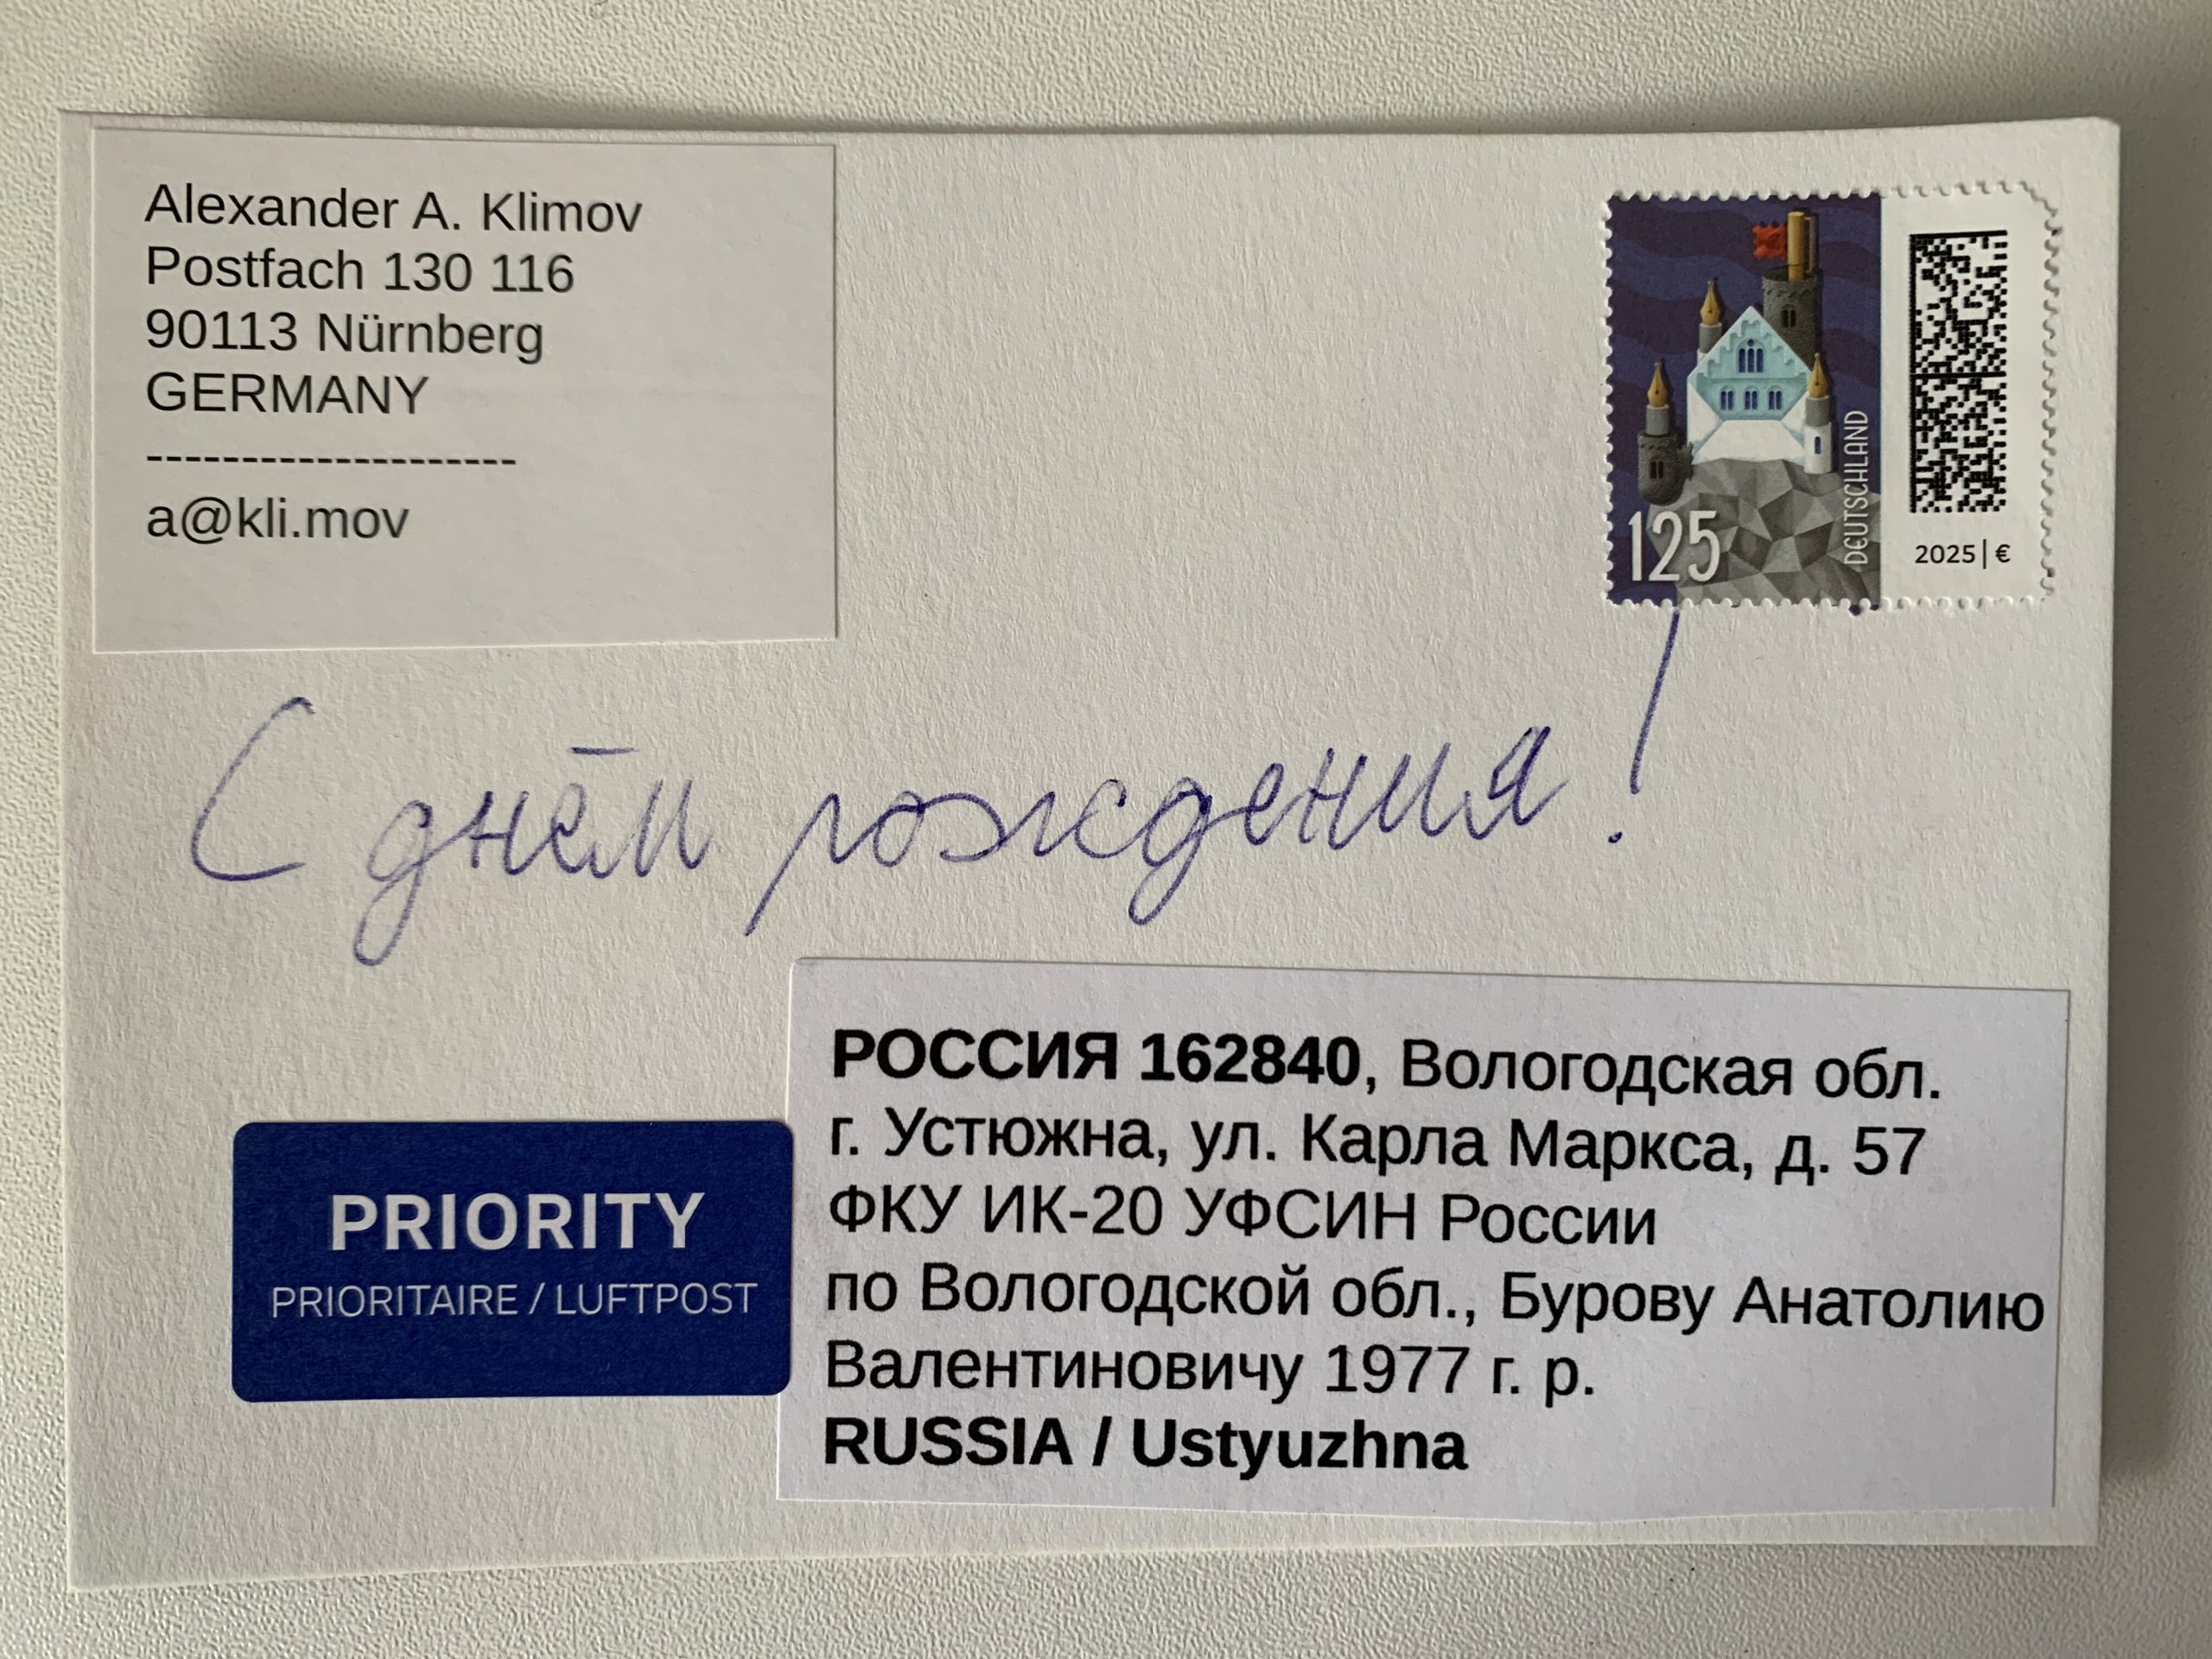 Alexander A. Klimov
Postfach 130 116
90113 Nürnberg
GERMANY
--------------------
a@kli.mov
125
DEUTSCHLAND
2025 | €
С днём рождения!
PRIORITY
PRIORITAIRE / LUFTPOST
РОССИЯ 162840, Вологодская обл.
г. Устюжна, ул. Карла Маркса, д. 57
ФКУ ИК-20 УФСИН России
по Вологодской обл., Бурову Анатолию
Валентиновичу 1977 г. р.
RUSSIA / Ustyuzhna